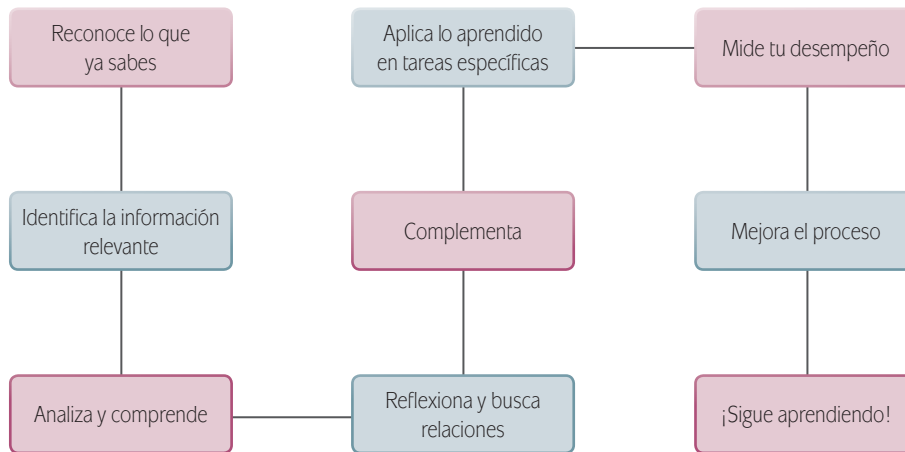 Reconoce lo que
ya sabes
Aplica lo aprendido
en tareas específicas
Mide tu desempeño
Identifica la información
relevante
Complementa
Mejora el proceso
Analiza y comprende
Reflexiona y busca
relaciones
¡Sigue aprendiendo!